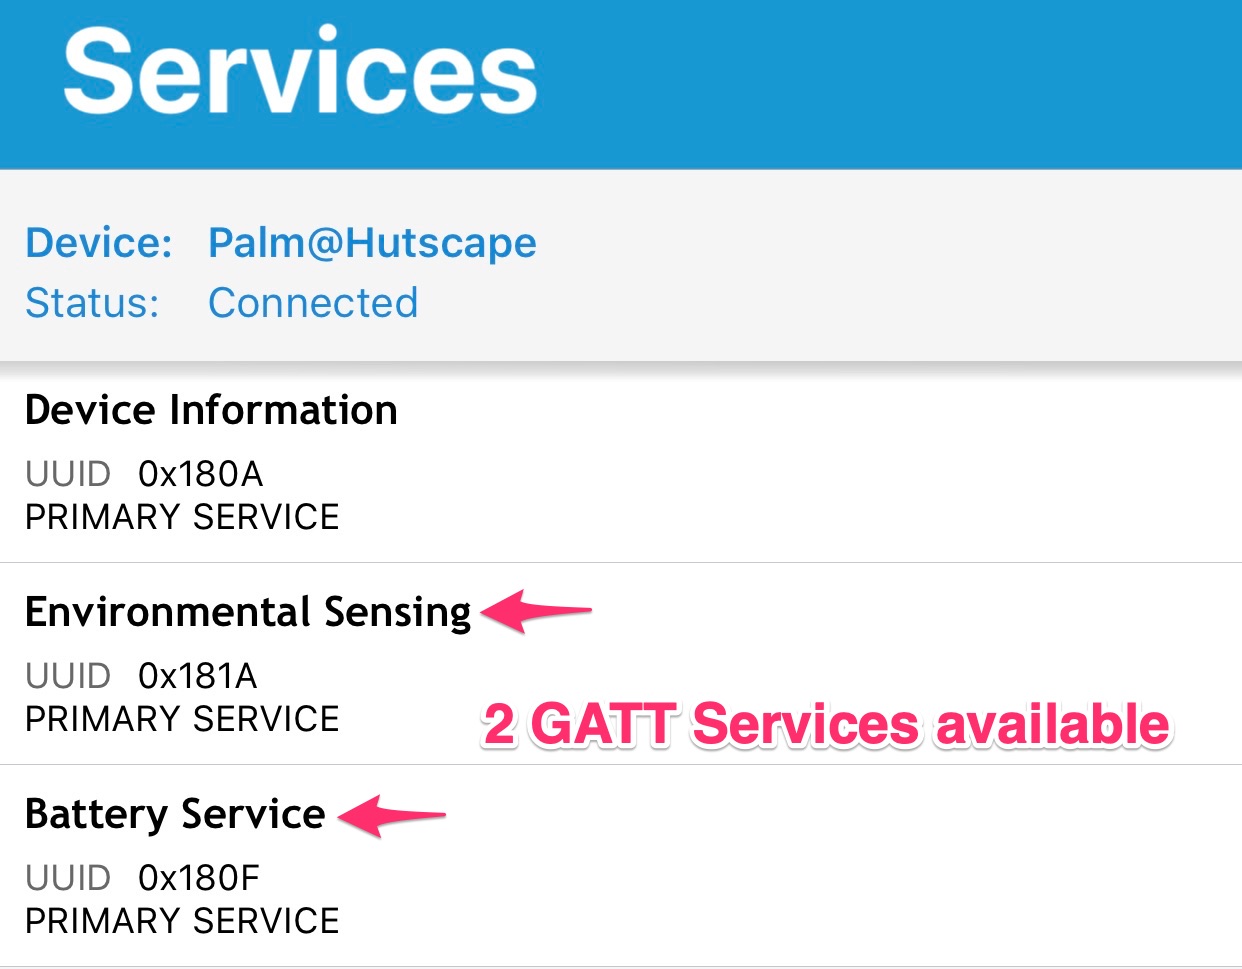 Services
Device: Palm@Hutscape
Status: Connected
Device Information
UUID 0x180A
PRIMARY SERVICE
Environmental Sensing
UUID 0x181A
PRIMARY SERVICE
2 GATT Services available
Battery Service
UUID 0x180F
PRIMARY SERVICE